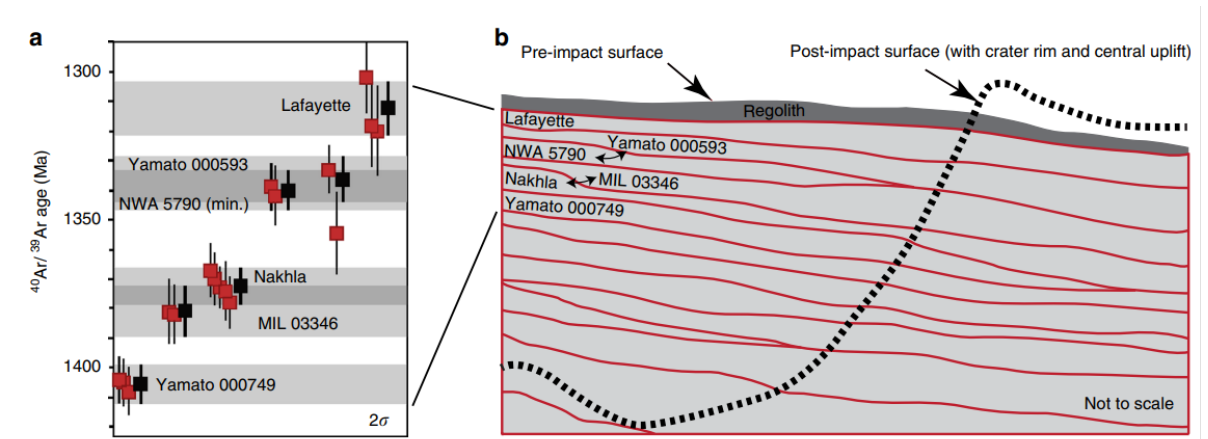 a
1300
1350
1400
⁴⁰Ar/ ³⁹Ar age (Ma)
Lafayette
Yamato 000593
NWA 5790 (min.)
Nakhla
MIL 03346
Yamato 000749
2σ
b
Pre-impact surface
Post-impact surface (with crater rim and central uplift)
Regolith
Lafayette
Yamato 000593
NWA 5790
Nakhla
MIL 03346
Yamato 000749
Not to scale